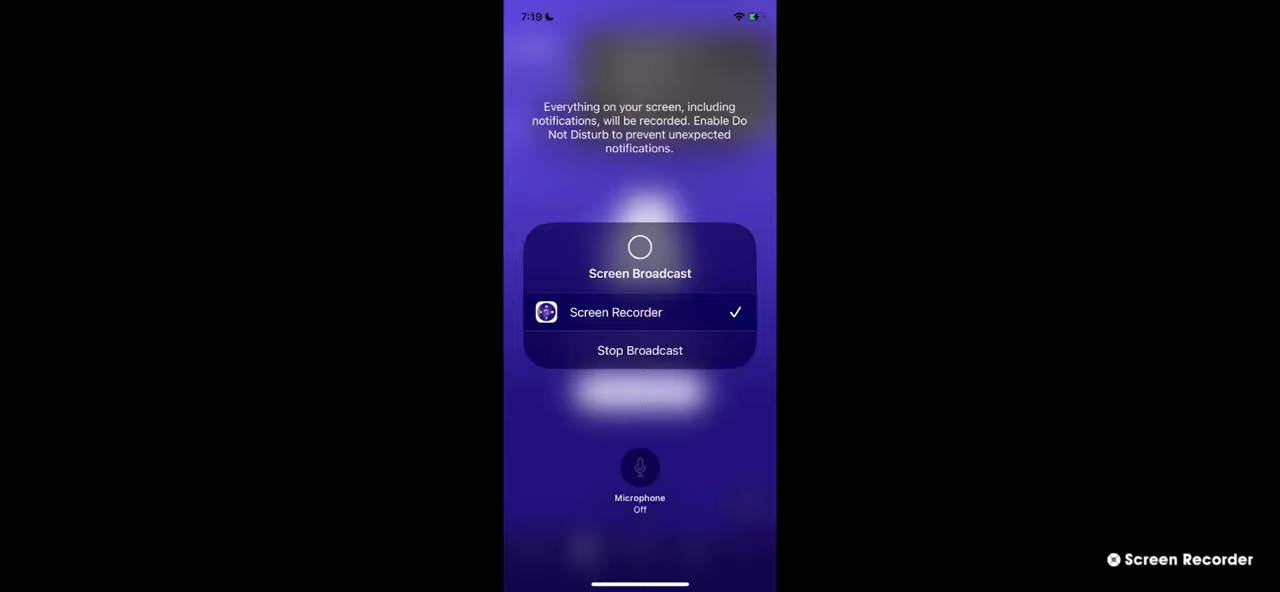 7:19
Everything on your screen, including
notifications, will be recorded. Enable Do
Not Disturb to prevent unexpected
notifications.
Screen Broadcast
Screen Recorder
Stop Broadcast
Microphone
Off
Screen Recorder